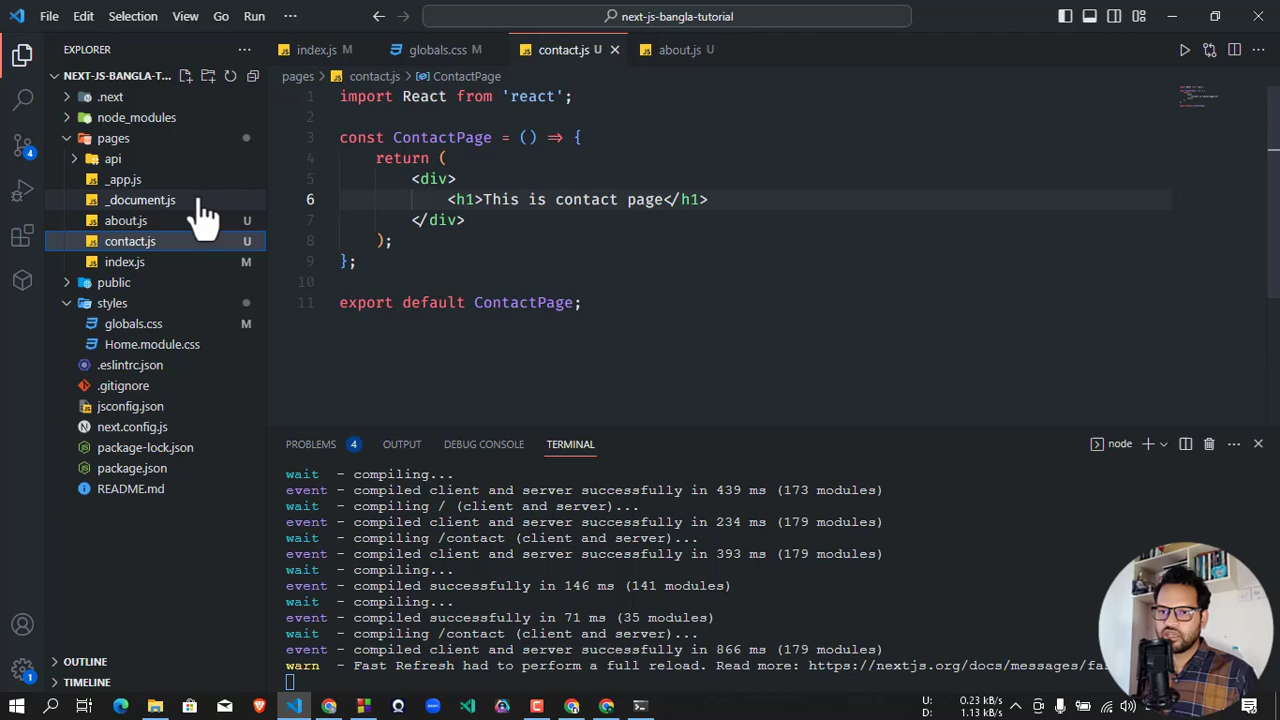 File Edit Selection View Go Run ··· next-js-bangla-tutorial
EXPLORER
NEXT-JS-BANGLA-T...
.next
node_modules
pages
api
_app.js
_document.js
about.js U
contact.js U
index.js M
public
styles
globals.css M
Home.module.css
.eslintrc.json
.gitignore
jsconfig.json
next.config.js
package-lock.json
package.json
README.md
OUTLINE
TIMELINE
4
1
index.js M globals.css M contact.js U about.js U
pages > contact.js > ContactPage
1 import React from 'react';
2
3 const ContactPage = () => {
4 return (
5 <div>
6 <h1>This is contact page</h1>
7 </div>
8 );
9 };
10
11 export default ContactPage;
PROBLEMS 4 OUTPUT DEBUG CONSOLE TERMINAL node
wait - compiling...
event - compiled client and server successfully in 439 ms (173 modules)
wait - compiling / (client and server)...
event - compiled client and server successfully in 234 ms (179 modules)
wait - compiling /contact (client and server)...
event - compiled client and server successfully in 393 ms (179 modules)
wait - compiling...
event - compiled successfully in 146 ms (141 modules)
wait - compiling...
event - compiled successfully in 71 ms (35 modules)
wait - compiling /contact (client and server)...
event - compiled client and server successfully in 866 ms (179 modules)
warn - Fast Refresh had to perform a full reload. Read more: https://nextjs.org/docs/messages/fa
U: 0.23 kB/s
D: 1.13 kB/s